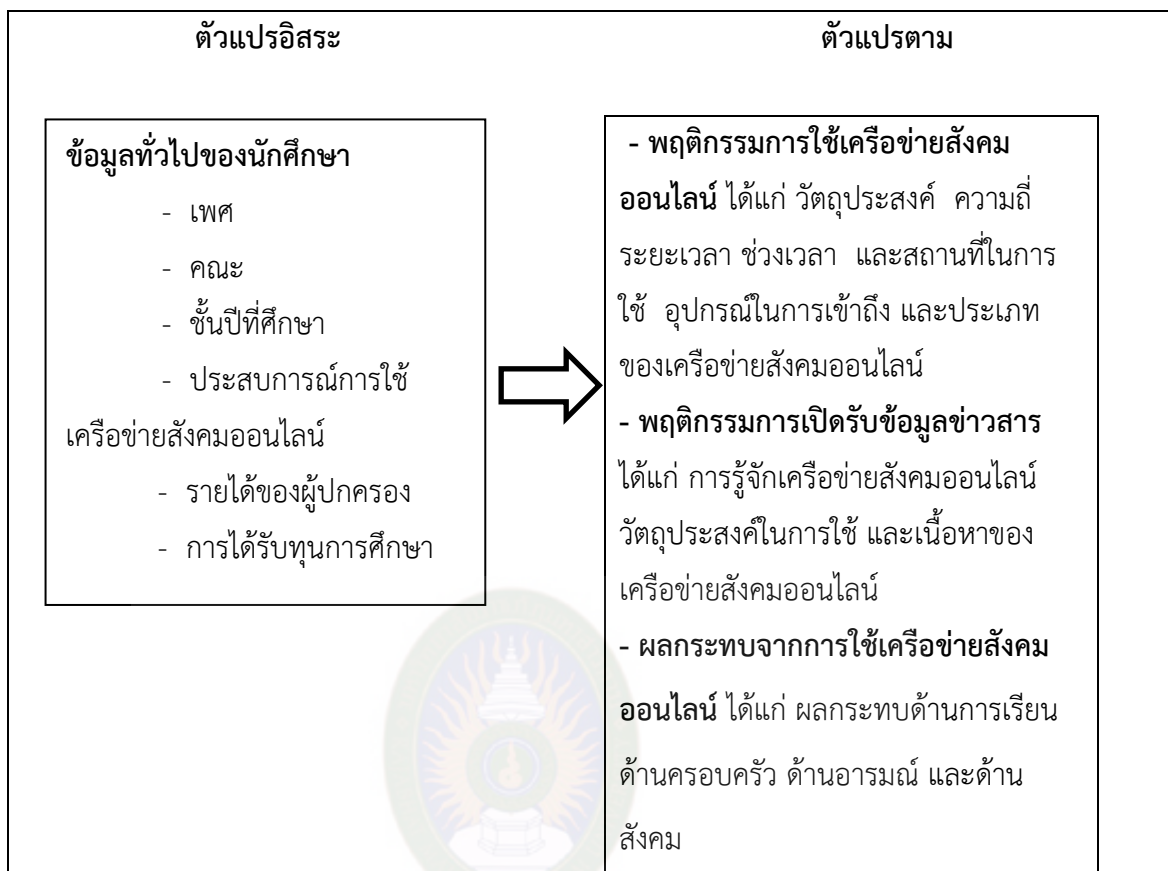 ตัวแปรอิสระ
ตัวแปรตาม
ข้อมูลทั่วไปของนักศึกษา
- เพศ
- คณะ
- ชั้นปีที่ศึกษา
- ประสบการณ์การใช้
เครือข่ายสังคมออนไลน์
- รายได้ของผู้ปกครอง
- การได้รับทุนการศึกษา
- พฤติกรรมการใช้เครือข่ายสังคม
ออนไลน์ ได้แก่ วัตถุประสงค์ ความถี่
ระยะเวลา ช่วงเวลา และสถานที่ในการ
ใช้ อุปกรณ์ในการเข้าถึง และประเภท
ของเครือข่ายสังคมออนไลน์
- พฤติกรรมการเปิดรับข้อมูลข่าวสาร
ได้แก่ การรู้จักเครือข่ายสังคมออนไลน์
วัตถุประสงค์ในการใช้ และเนื้อหาของ
เครือข่ายสังคมออนไลน์
- ผลกระทบจากการใช้เครือข่ายสังคม
ออนไลน์ ได้แก่ ผลกระทบด้านการเรียน
ด้านครอบครัว ด้านอารมณ์ และด้าน
สังคม